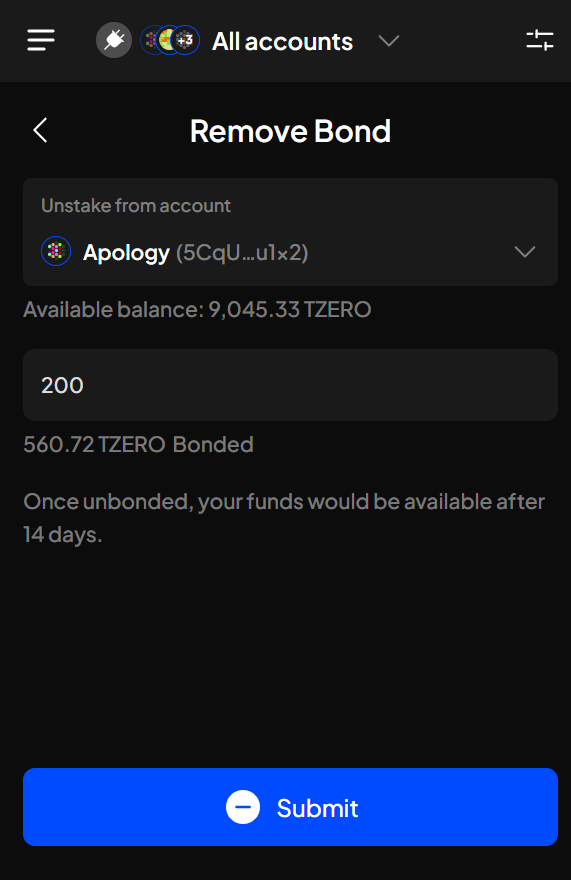 +3 All accounts
Remove Bond
Unstake from account
Apology (5CqU...u1x2)
Available balance: 9,045.33 TZERO
200
560.72 TZERO Bonded
Once unbonded, your funds would be available after
14 days.
Submit